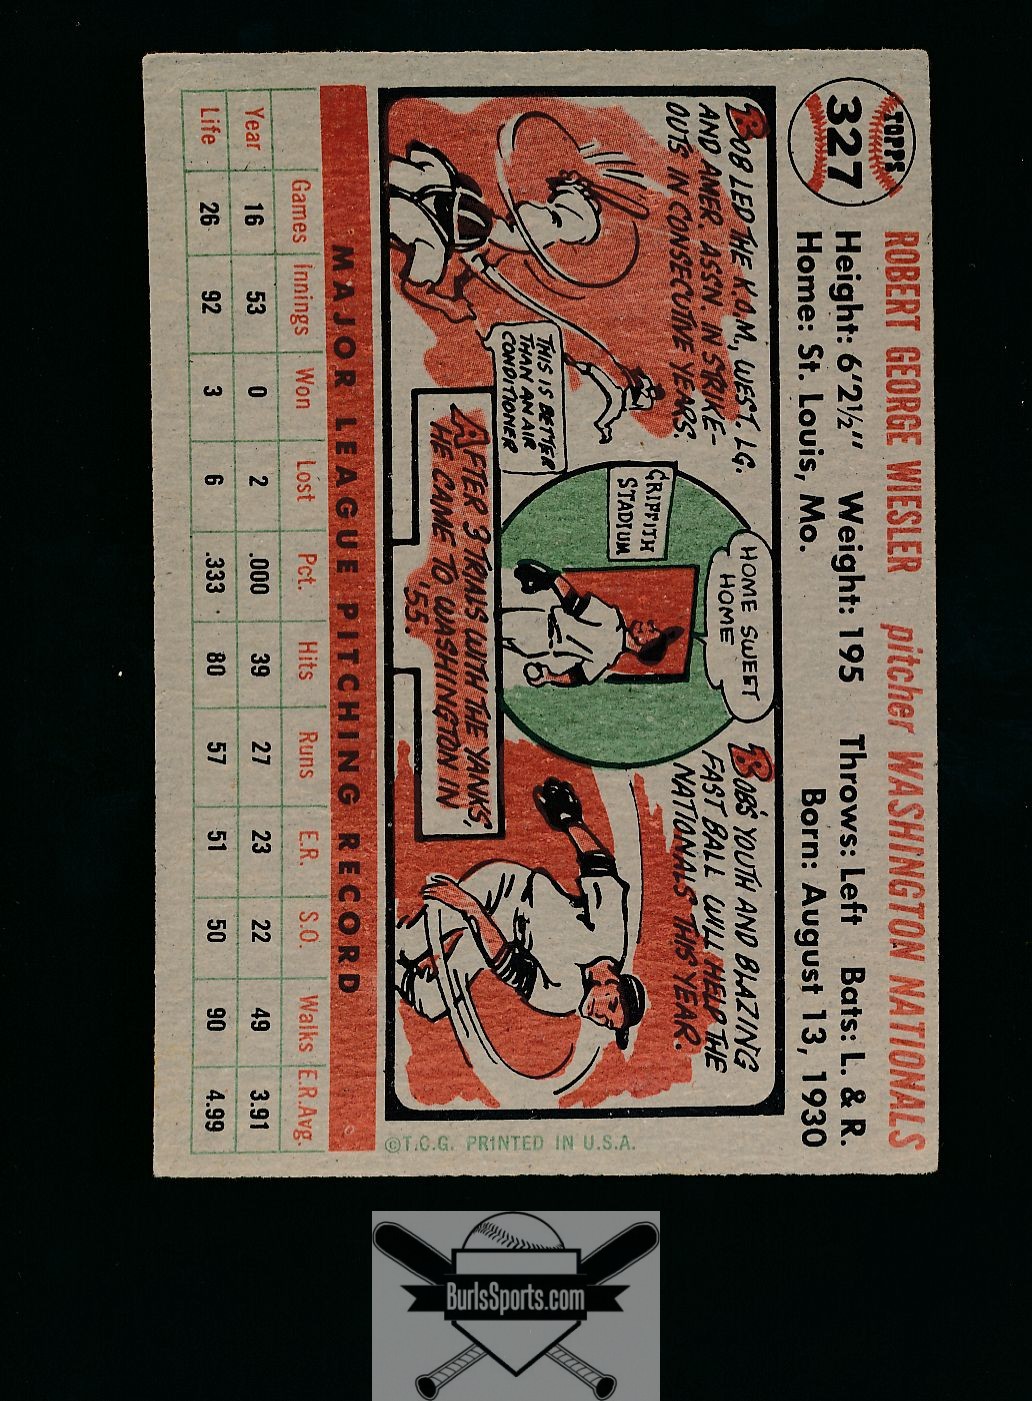 TOPPS
327
ROBERT GEORGE WIESLER pitcher WASHINGTON NATIONALS
Height: 6'2½" Weight: 195 Throws: Left Bats: L. & R.
Home: St. Louis, Mo. Born: August 13, 1930
BOB LED THE K.O.M., WEST. LG.
AND AMER. ASSN. IN STRIKE-
OUTS IN CONSECUTIVE YEARS.
THIS IS BETTER
THAN AN AIR
CONDITIONER
HOME SWEET
HOME
GRIFFITH
STADIUM
AFTER 3 TRIALS WITH THE YANKS,
HE CAME TO WASHINGTON IN
'55.
BOB'S YOUTH AND BLAZING
FAST BALL WILL HELP THE
NATIONALS THIS YEAR.
©T.C.G. PRINTED IN U.S.A.
MAJOR LEAGUE PITCHING RECORD
Games Innings Won Lost Pct. Hits Runs E.R. S.O. Walks E.R.Avg.
Year 16 53 0 2 .000 39 27 23 22 49 3.91
Life 26 92 3 6 .333 80 57 51 50 90 4.99
BurlsSports.com